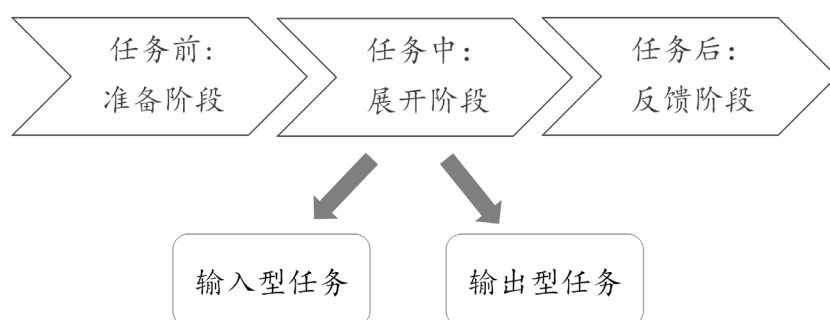 任务前：
准备阶段
任务中：
展开阶段
任务后：
反馈阶段
输入型任务
输出型任务